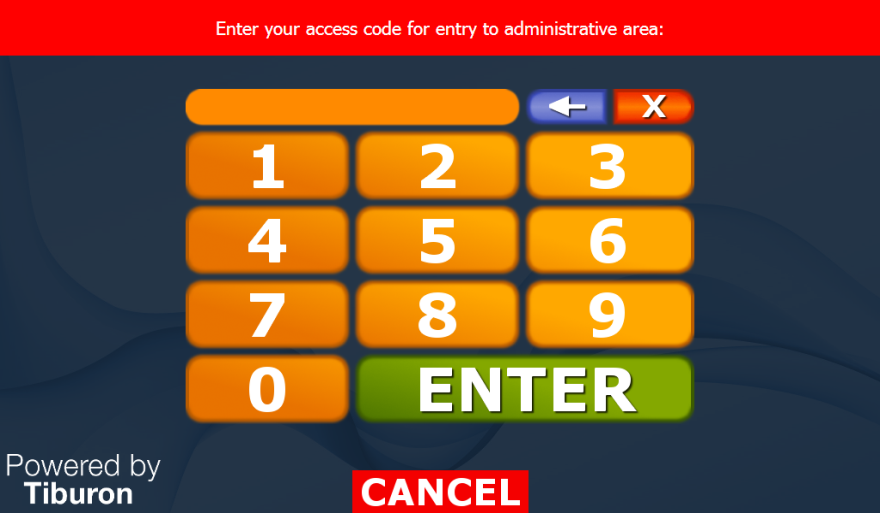 Enter your access code for entry to administrative area:
X
1 2 3
4 5 6
7 8 9
0 ENTER
Powered by
Tiburon
CANCEL